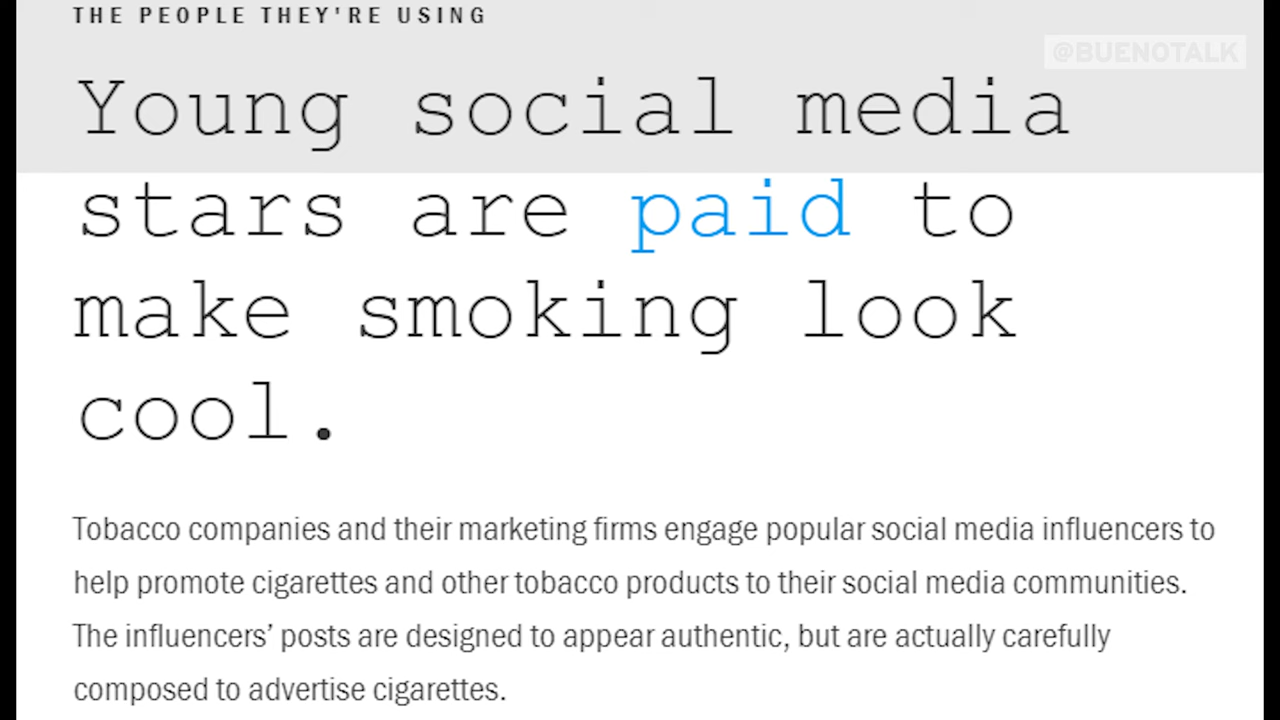 THE PEOPLE THEY'RE USING
@BUENOTALK
Young social media
stars are paid to
make smoking look
cool.
Tobacco companies and their marketing firms engage popular social media influencers to
help promote cigarettes and other tobacco products to their social media communities.
The influencers’ posts are designed to appear authentic, but are actually carefully
composed to advertise cigarettes.